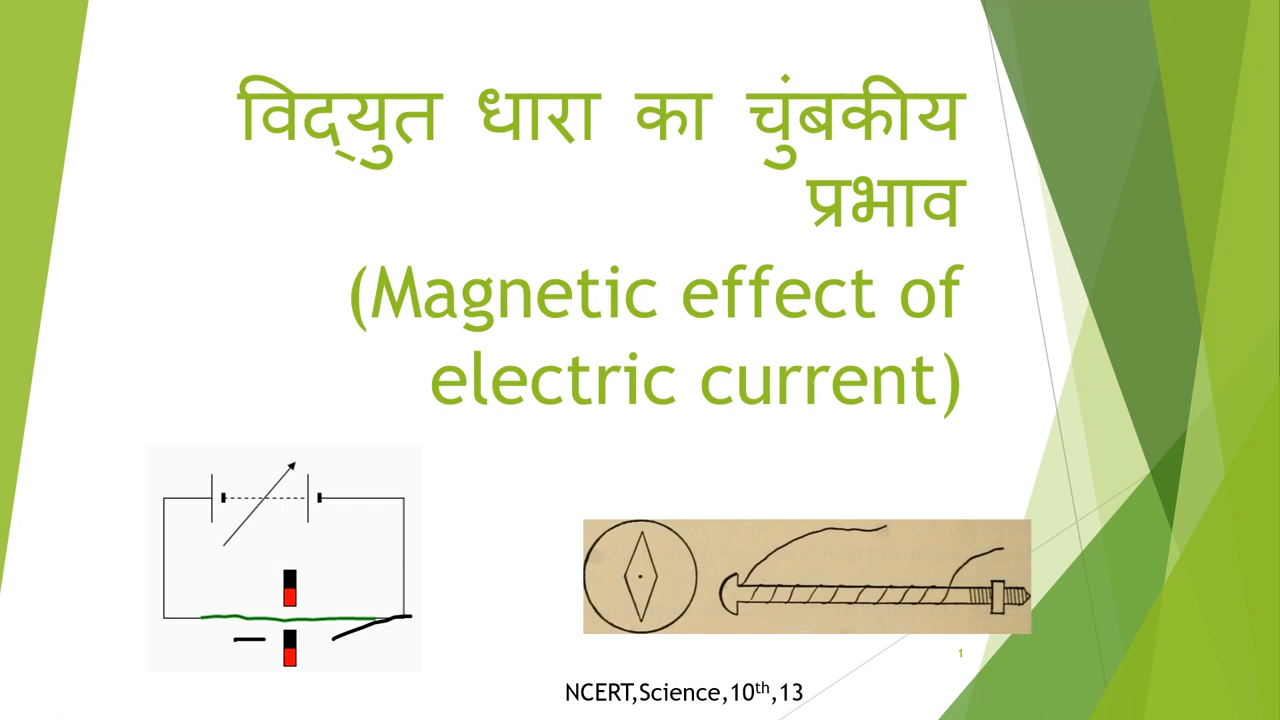 विद्‌युत धारा का चुंबकीय
प्रभाव
(Magnetic effect of
electric current)
1
NCERT,Science,10th,13